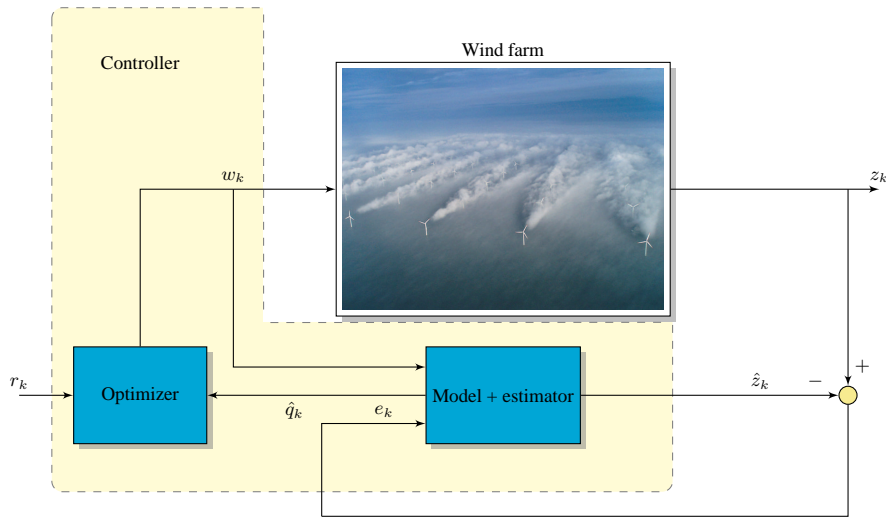 Wind farm
Controller
w_k
z_k
r_k
Optimizer
Model + estimator
q̂_k
e_k
ẑ_k
−
+